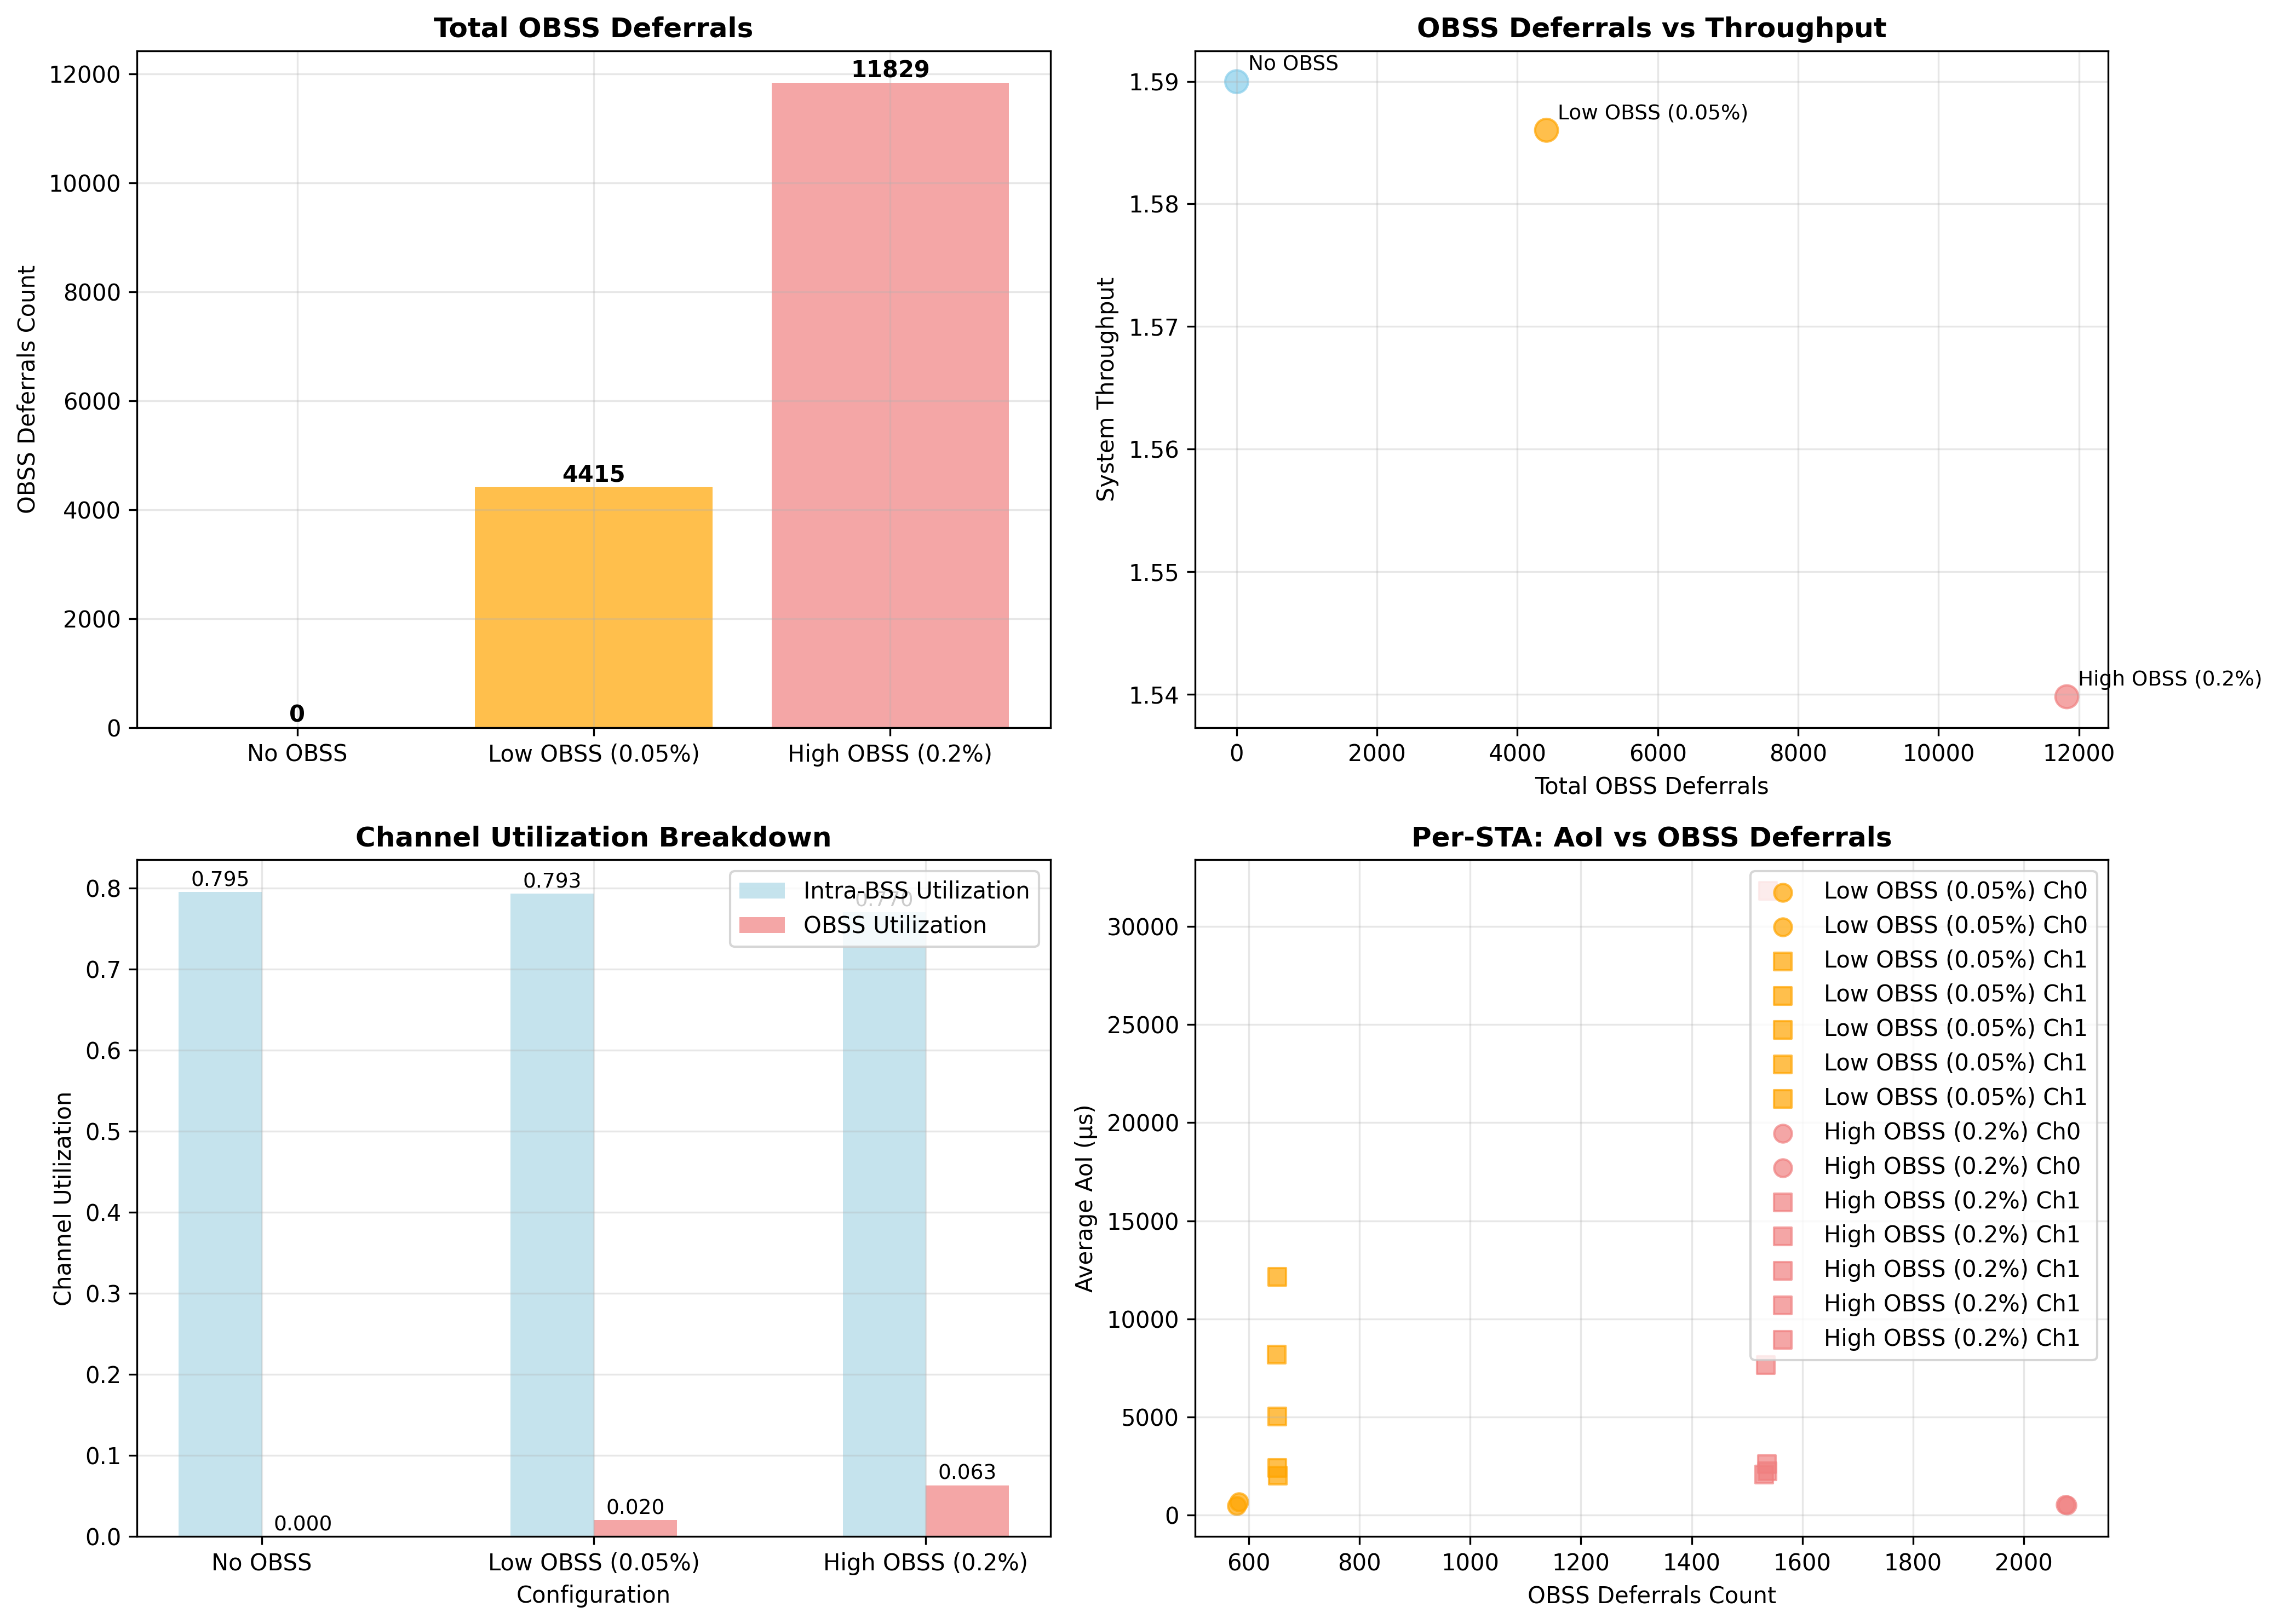 Total OBSS Deferrals
OBSS Deferrals Count
12000
10000
8000
6000
4000
2000
0
0
4415
11829
No OBSS
Low OBSS (0.05%)
High OBSS (0.2%)
OBSS Deferrals vs Throughput
System Throughput
1.59
1.58
1.57
1.56
1.55
1.54
No OBSS
Low OBSS (0.05%)
High OBSS (0.2%)
0
2000
4000
6000
8000
10000
12000
Total OBSS Deferrals
Channel Utilization Breakdown
Channel Utilization
0.8
0.7
0.6
0.5
0.4
0.3
0.2
0.1
0.0
0.795
0.000
0.793
0.020
0.770
0.063
Intra-BSS Utilization
OBSS Utilization
No OBSS
Low OBSS (0.05%)
High OBSS (0.2%)
Configuration
Per-STA: AoI vs OBSS Deferrals
Average AoI (μs)
30000
25000
20000
15000
10000
5000
0
Low OBSS (0.05%) Ch0
Low OBSS (0.05%) Ch0
Low OBSS (0.05%) Ch1
Low OBSS (0.05%) Ch1
Low OBSS (0.05%) Ch1
Low OBSS (0.05%) Ch1
Low OBSS (0.05%) Ch1
High OBSS (0.2%) Ch0
High OBSS (0.2%) Ch0
High OBSS (0.2%) Ch1
High OBSS (0.2%) Ch1
High OBSS (0.2%) Ch1
High OBSS (0.2%) Ch1
High OBSS (0.2%) Ch1
600
800
1000
1200
1400
1600
1800
2000
OBSS Deferrals Count